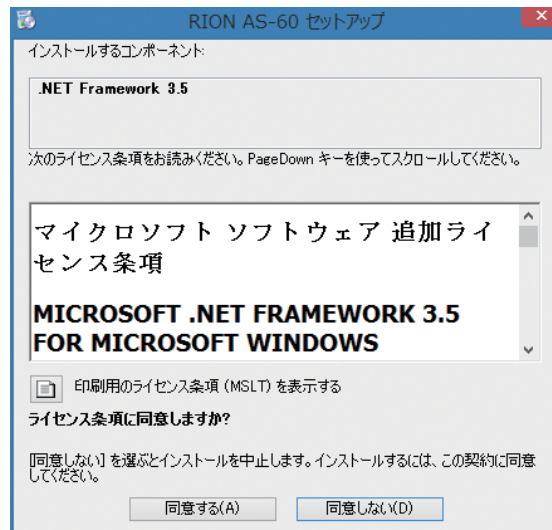 RION AS-60 セットアップ
インストールするコンポーネント:
.NET Framework 3.5
次のライセンス条項をお読みください。PageDown キーを使ってスクロールしてください。
マイクロソフト ソフトウェア 追加ライ
センス条項
MICROSOFT .NET FRAMEWORK 3.5
FOR MICROSOFT WINDOWS
印刷用のライセンス条項 (MSLT) を表示する
ライセンス条項に同意しますか?
[同意しない] を選ぶとインストールを中止します。インストールするには、この契約に同意
してください。
同意する(A)
同意しない(D)